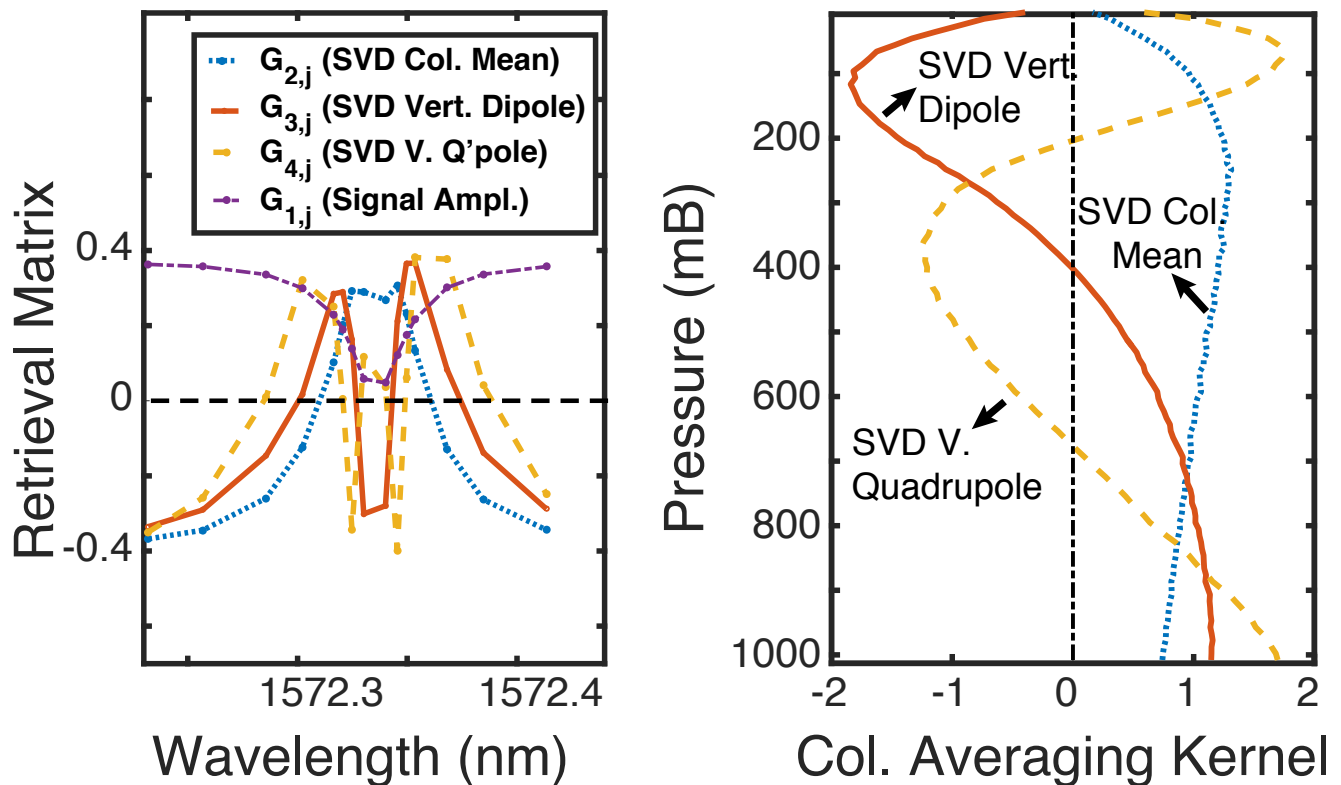 G2,j (SVD Col. Mean)
G3,j (SVD Vert. Dipole)
G4,j (SVD V. Q’pole)
G1,j (Signal Ampl.)
0.4
0
-0.4
Retrieval Matrix
1572.3
1572.4
Wavelength (nm)
SVD Vert.
Dipole
SVD Col.
Mean
SVD V.
Quadrupole
200
400
600
800
1000
Pressure (mB)
-2
-1
0
1
2
Col. Averaging Kernel